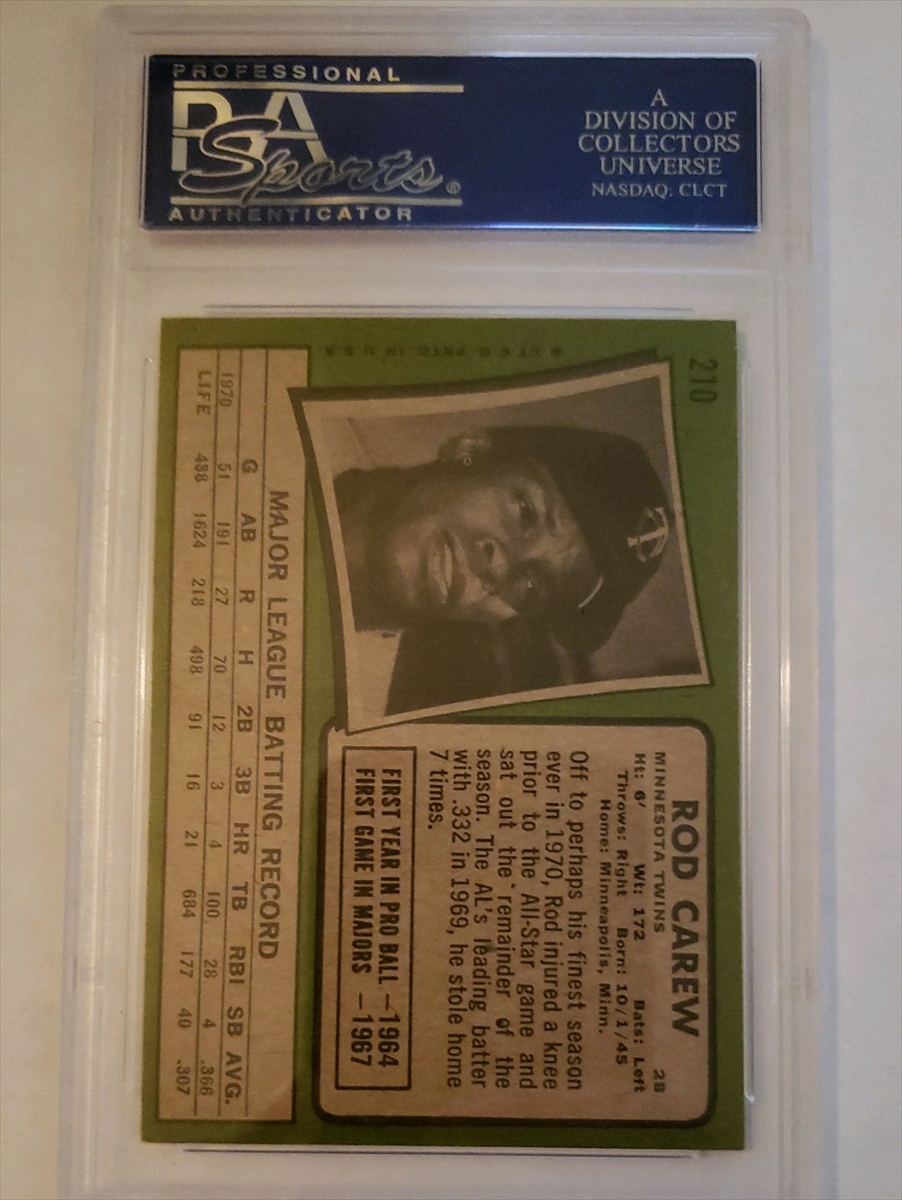 PROFESSIONAL
PSA
Sports®
AUTHENTICATOR
A
DIVISION OF
COLLECTORS
UNIVERSE
NASDAQ: CLCT
210
★ © T.C.G. PRTD. IN U.S.A.
ROD CAREW
MINNESOTA TWINS 2B
Ht: 6' Wt: 172 Bats: Left
Throws: Right Born: 10/1/45
Home: Minneapolis, Minn.
Off to perhaps his finest season
ever in 1970, Rod injured a knee
prior to the All-Star game and
sat out the remainder of the
season. The AL's leading batter
with .332 in 1969, he stole home
7 times.
FIRST YEAR IN PRO BALL —1964
FIRST GAME IN MAJORS —1967
MAJOR LEAGUE BATTING RECORD
G AB R H 2B 3B HR TB RBI SB AVG.
1970 51 191 27 70 12 3 4 100 28 4 .366
LIFE 438 1624 218 498 91 16 21 684 177 40 .307